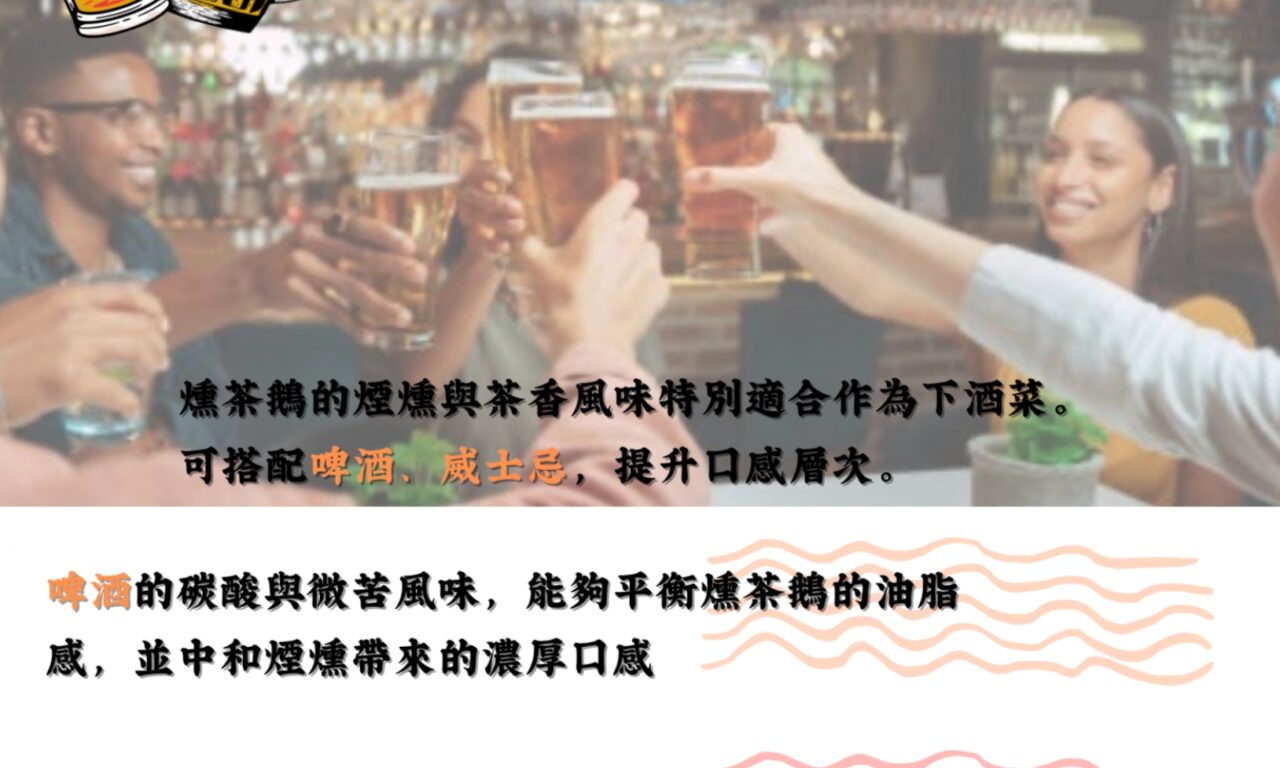 燻茶鵝的煙燻與茶香風味特別適合作為下酒菜。
可搭配啤酒、威士忌，提升口感層次。
啤酒的碳酸與微苦風味，能夠平衡燻茶鵝的油脂
感，並中和煙燻帶來的濃厚口感